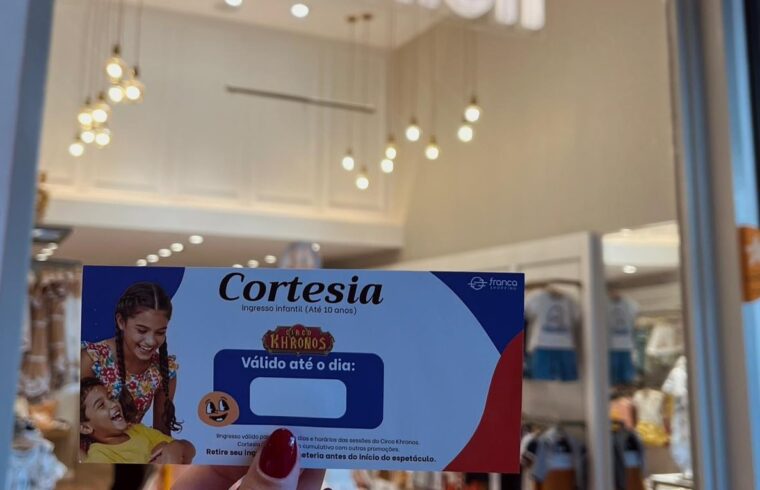 Cortesia
Ingresso infantil (Até 10 anos)
franca
SHOPPING
CIRCO
KHRONOS
Válido até o dia:
Ingresso válido dias e horários das sessões do Circo Khronos.
Cortesia cumulativo com outras promoções.
Retire seu antes do início do espetáculo.